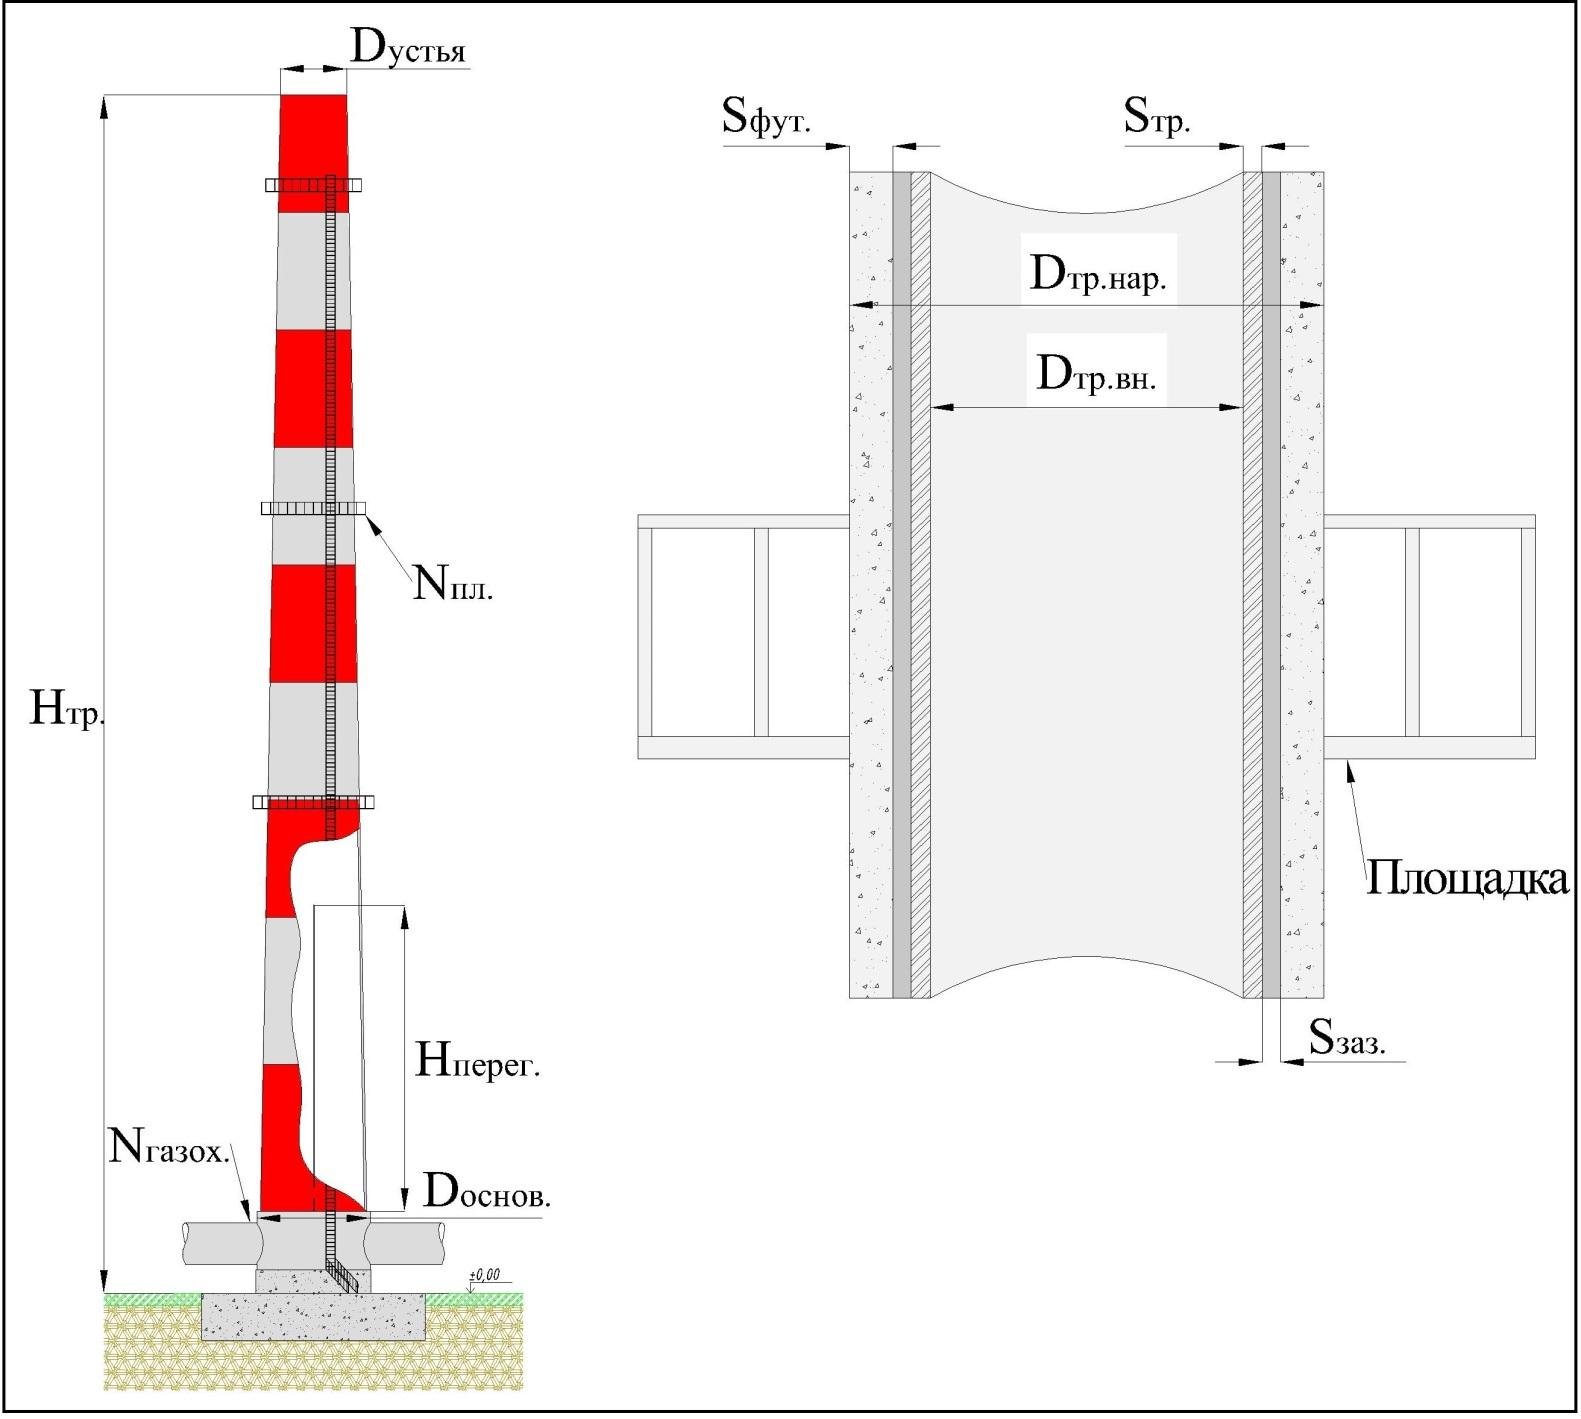 Dустья
Sфут.
Sтр.
Dтр.нар.
Dтр.вн.
Nпл.
Hтр.
Площадка
Hперег.
Sзаз.
Nгазох.
Dоснов.
±0,00